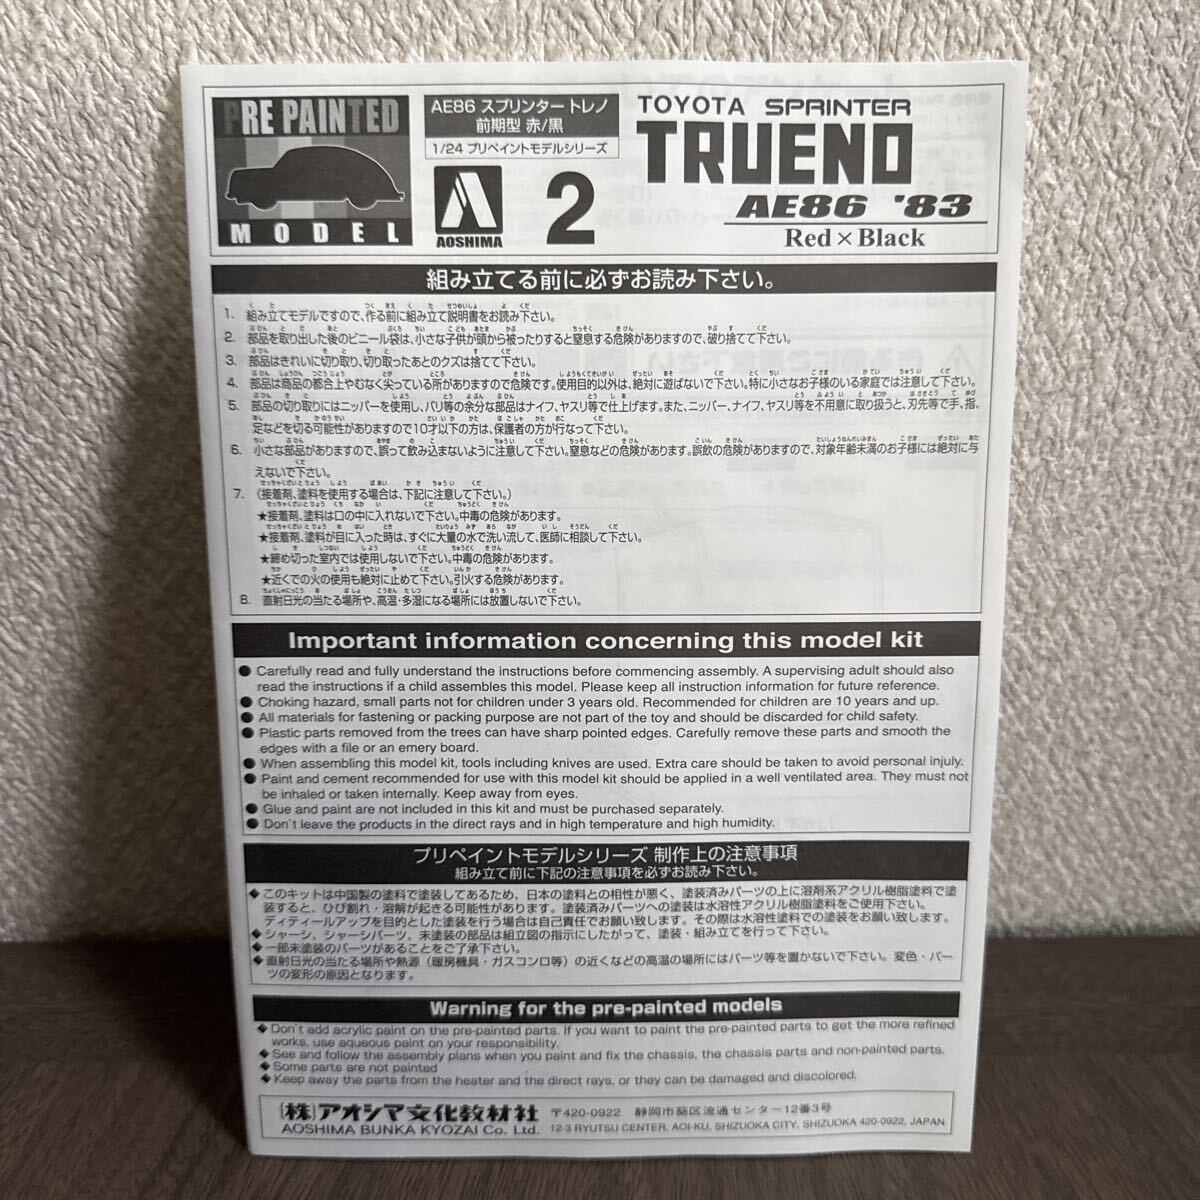 PRE PAINTED
MODEL
AE86 スプリンター トレノ
前期型 赤/黒
1/24 プリペイントモデルシリーズ
AOSHIMA
2
TOYOTA SPRINTER
TRUENO
AE86 '83
Red×Black
組み立てる前に必ずお読み下さい。
1. 組み立てモデルですので、作る前に組み立て説明書をお読み下さい。
2. 部品を取り出した後のビニール袋は、小さな子供が頭から被ったりすると窒息する危険がありますので、破り捨てて下さい。
3. 部品はきれいに切り取り、切り取ったあとのクズは捨てて下さい。
4. 部品は商品の都合上やむなく尖っている所がありますので危険です。使用目的以外は、絶対に遊ばないで下さい。特に小さなお子様のいる家庭では注意して下さい。
5. 部品の切り取りにはニッパーを使用し、バリ等の余分な部品はナイフ、ヤスリ等で仕上げます。また、ニッパー、ナイフ、ヤスリ等を不用意に取り扱うと、刃先等で手、指、
足などを切る可能性がありますので10才以下の方は、保護者の方が行なって下さい。
6. 小さな部品がありますので、誤って飲み込まないように注意して下さい。窒息などの危険があります。誤飲の危険がありますので、対象年齢未満のお子様には絶対に与
えないで下さい。
7. (接着剤、塗料を使用する場合は、下記に注意して下さい。)
★接着剤、塗料は口の中に入れないで下さい。中毒の危険があります。
★接着剤、塗料が目に入った時は、すぐに大量の水で洗い流して、医師に相談して下さい。
★締め切った室内では使用しないで下さい。中毒の危険があります。
★近くでの火の使用も絶対に止めて下さい。引火する危険があります。
8. 直射日光の当たる場所や、高温・多湿になる場所には放置しないで下さい。
Important information concerning this model kit
● Carefully read and fully understand the instructions before commencing assembly. A supervising adult should also
read the instructions if a child assembles this model. Please keep all instruction information for future reference.
● Choking hazard, small parts not for children under 3 years old. Recommended for children are 10 years and up.
● All materials for fastening or packing purpose are not part of the toy and should be discarded for child safety.
● Plastic parts removed from the trees can have sharp pointed edges. Carefully remove these parts and smooth the
edges with a file or an emery board.
● When assembling this model kit, tools including knives are used. Extra care should be taken to avoid personal injuly.
● Paint and cement recommended for use with this model kit should be applied in a well ventilated area. They must not
be inhaled or taken internally. Keep away from eyes.
● Glue and paint are not included in this kit and must be purchased separately.
● Don't leave the products in the direct rays and in high temperature and high humidity.
プリペイントモデルシリーズ 制作上の注意事項
組み立て前に下記の注意事項を必ずお読み下さい。
◆このキットは中国製の塗料で塗装してあるため、日本の塗料との相性が悪く、塗装済みパーツの上に溶剤系アクリル樹脂塗料で塗
装すると、ひび割れ・溶解が起きる可能性があります。塗装済みパーツへの塗装は水溶性アクリル樹脂塗料をご使用下さい。
ディティールアップを目的とした塗装を行う場合は自己責任でお願い致します。その際は水溶性塗料での塗装をお願い致します。
◆シャーシ、シャーシパーツ、未塗装の部品は組立図の指示にしたがって、塗装・組み立てを行って下さい。
◆一部未塗装のパーツがあることをご了承下さい。
◆直射日光の当たる場所や熱源(暖房機具・ガスコンロ等)の近くなどの高温の場所にはパーツ等を置かないで下さい。変色・パー
ツの変形の原因となります。
Warning for the pre-painted models
◆Don't add acrylic paint on the pre-painted parts. If you want to paint the pre-painted parts to get the more refined
works, use aqueous paint on your responsibility.
◆See and follow the assembly plans when you paint and fix the chassis, the chassis parts and non-painted parts.
◆Some parts are not painted
◆Keep away the parts from the heater and the direct rays, or they can be damaged and discolored.
(株)アオシマ文化教材社 〒420-0922 静岡市葵区流通センター12番3号
AOSHIMA BUNKA KYOZAI Co. Ltd. 12-3 RYUTSU CENTER, AOI-KU, SHIZUOKA CITY, SHIZUOKA 420-0922, JAPAN